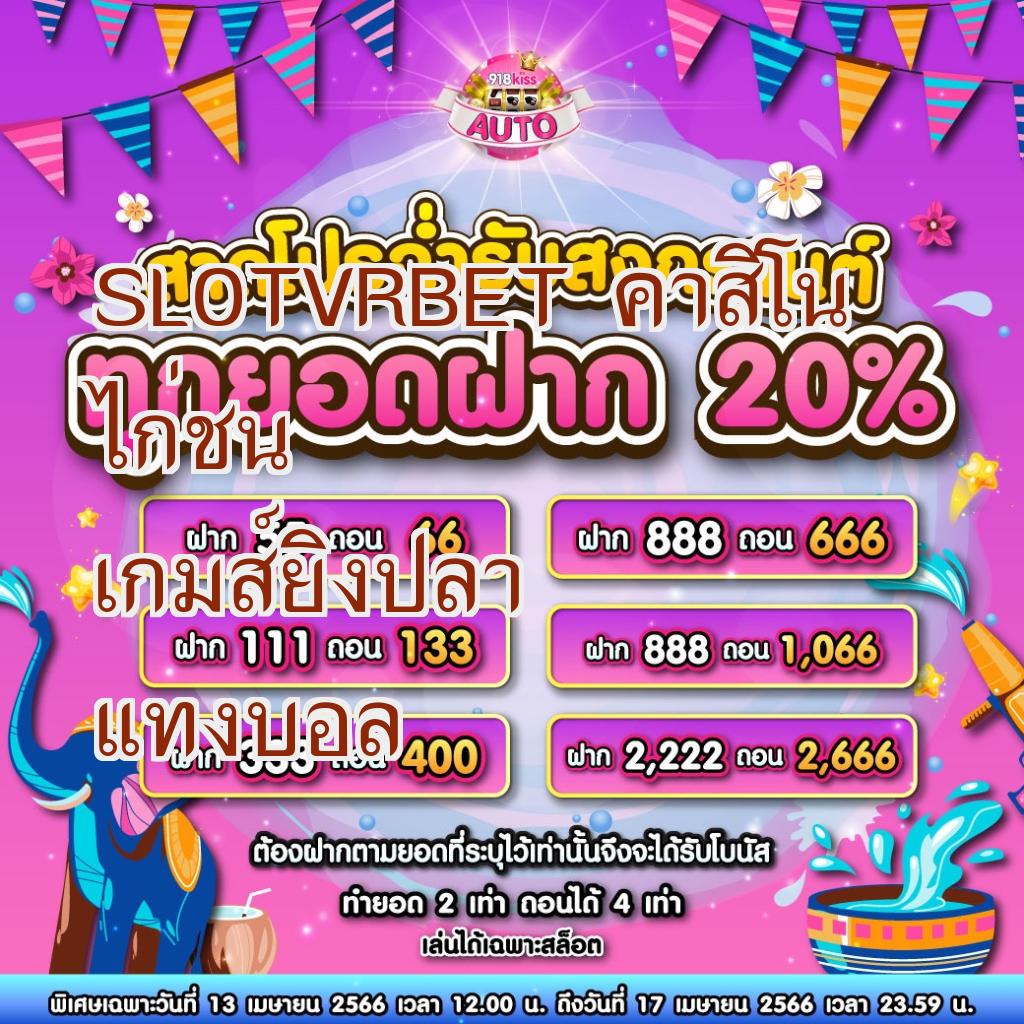 918kiss
AUTO
SLOTVRBET คาสิโน
ไก่ชน
20%
เกมส์ยิงปลา
แทงบอล
ฝาก ถอน 66
ฝาก 888 ถอน 666
ฝาก 111 ถอน 133
ฝาก 888 ถอน 1,066
ฝาก 333 ถอน 400
ฝาก 2,222 ถอน 2,666
ต้องฝากตามยอดที่ระบุไว้เท่านั้นจึงจะได้รับโบนัส
ทำยอด 2 เท่า ถอนได้ 4 เท่า
เล่นได้เฉพาะสล็อต
พิเศษเฉพาะวันที่ 13 เมษายน 2566 เวลา 12.00 น. ถึงวันที่ 17 เมษายน 2566 เวลา 23.59 น.